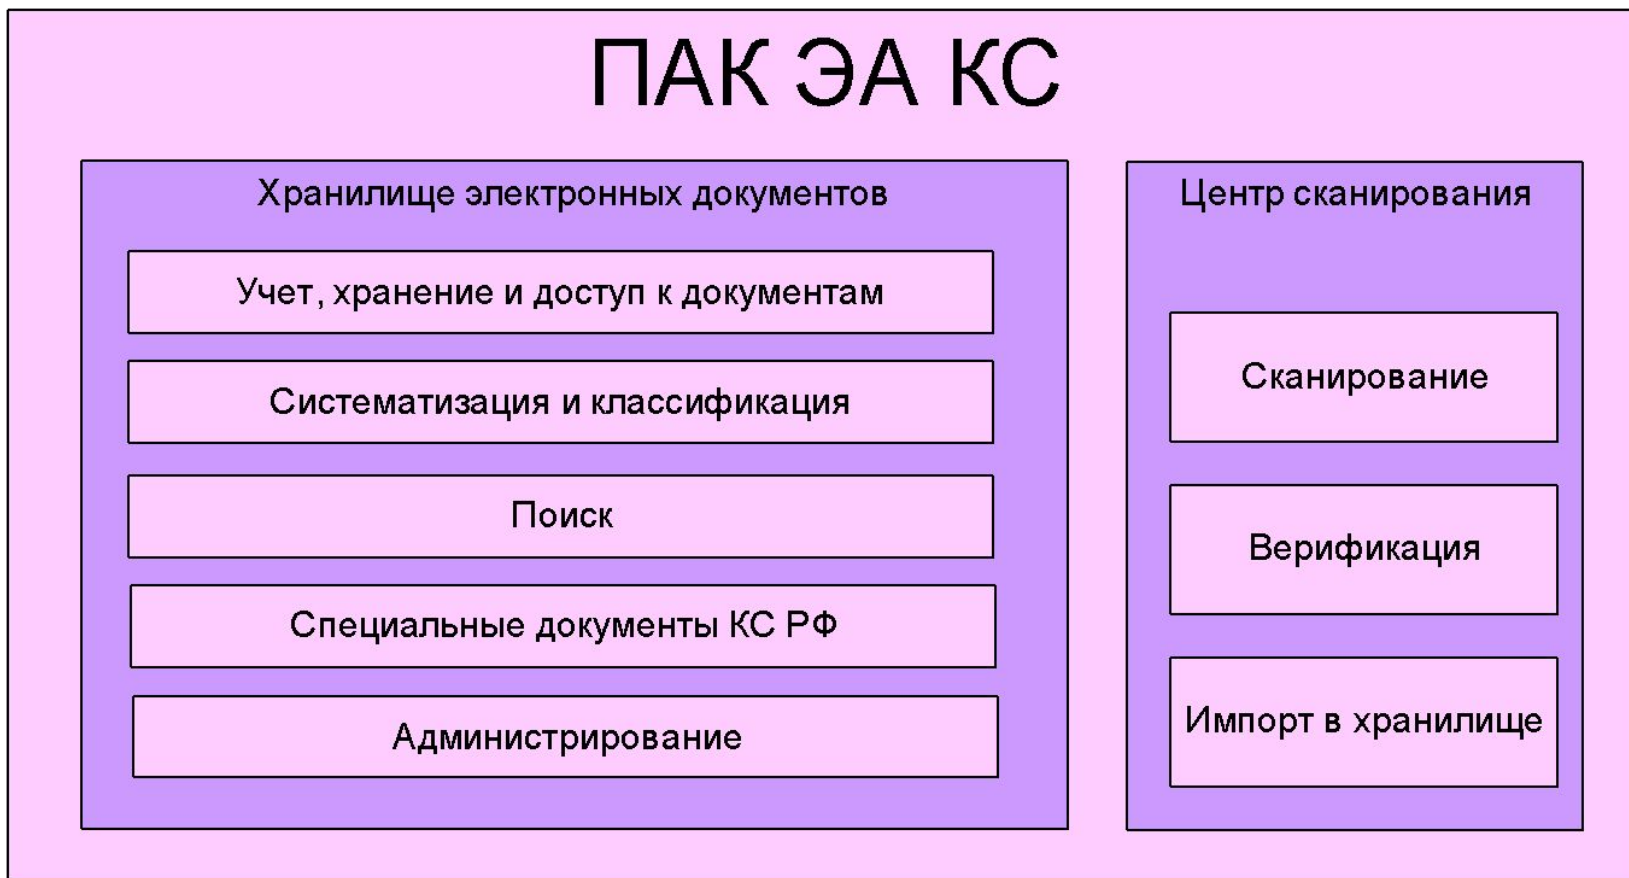 ПАК ЭА КС
Хранилище электронных документов
Учет, хранение и доступ к документам
Систематизация и классификация
Поиск
Специальные документы КС РФ
Администрирование
Центр сканирования
Сканирование
Верификация
Импорт в хранилище